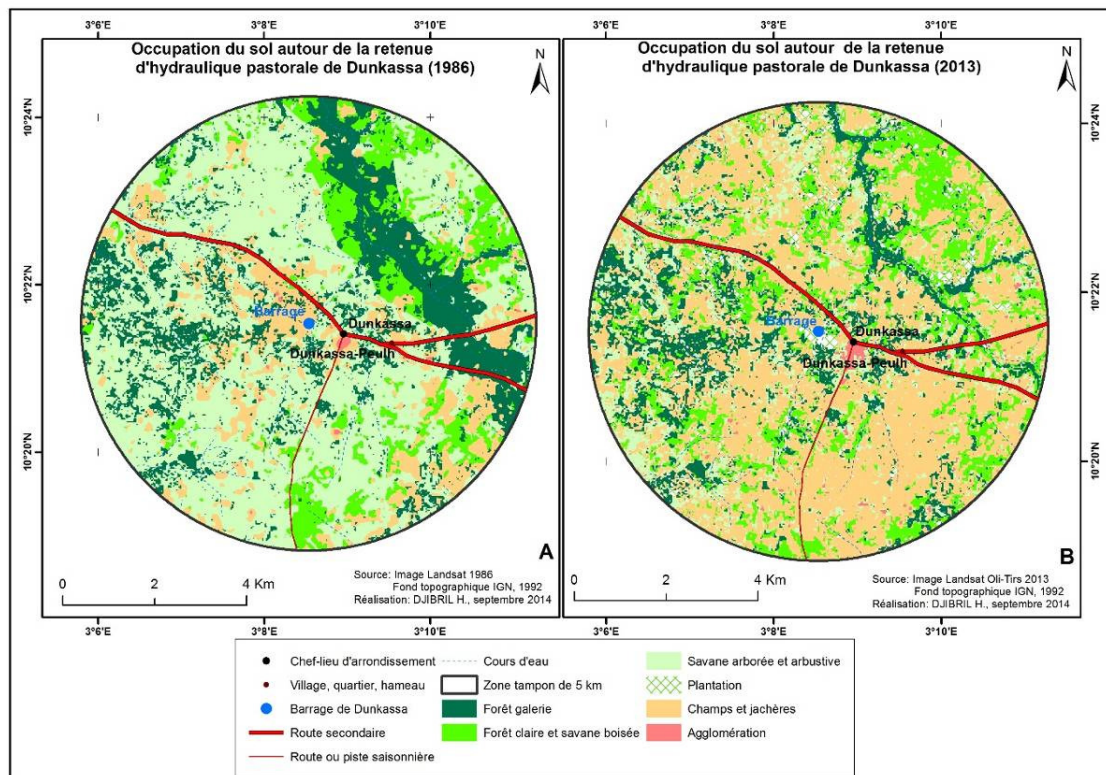 3°6'E
3°8'E
3°10'E
3°6'E
3°8'E
3°10'E
Occupation du sol autour de la retenue
d'hydraulique pastorale de Dunkassa (1986)
N
10°24'N
10°22'N
10°20'N
Barrage
Dunkassa
Dunkassa-Peulh
A
0 2 4 Km
Source: Image Landsat 1986
Fond topographique IGN, 1992
Réalisation: DJIBRIL H., septembre 2014
Occupation du sol autour de la retenue
d'hydraulique pastorale de Dunkassa (2013)
N
10°24'N
10°22'N
10°20'N
Barrage
Dunkassa
Dunkassa-Peulh
B
0 2 4 Km
Source: Image Landsat Oli-Tirs 2013
Fond topographique IGN, 1992
Réalisation: DJIBRIL H., septembre 2014
3°6'E
3°8'E
3°10'E
3°6'E
3°8'E
3°10'E
Chef-lieu d'arrondissement
Village, quartier, hameau
Barrage de Dunkassa
Route secondaire
Route ou piste saisonnière
Cours d'eau
Zone tampon de 5 km
Forêt galerie
Forêt claire et savane boisée
Savane arborée et arbustive
Plantation
Champs et jachères
Agglomération